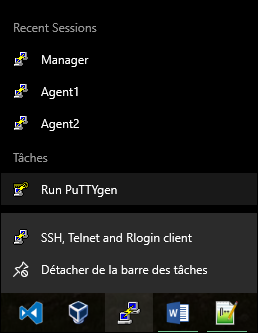 Recent Sessions
Manager
Agent1
Agent2
Tâches
Run PuTTYgen
SSH, Telnet and Rlogin client
Détacher de la barre des tâches